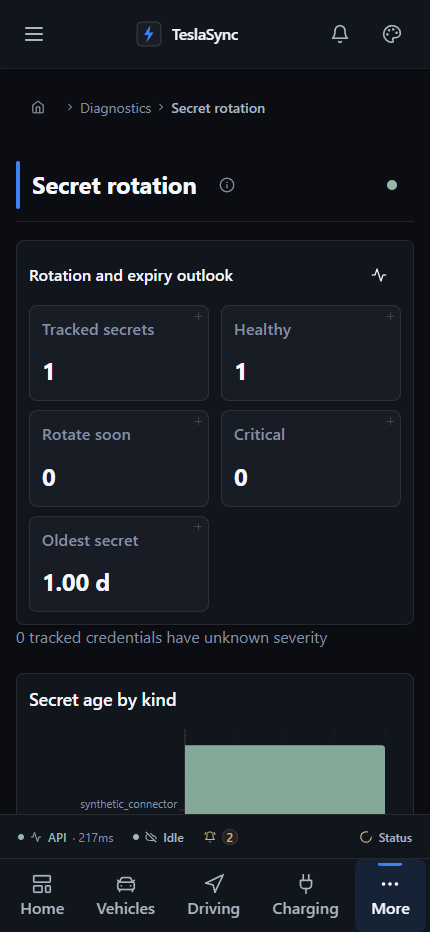 TeslaSync
Diagnostics
Secret rotation
Secret rotation
Rotation and expiry outlook
Tracked secrets
1
Healthy
1
Rotate soon
0
Critical
0
Oldest secret
1.00 d
0 tracked credentials have unknown severity
Secret age by kind
synthetic_connector
API · 217ms
Idle
2
Status
Home
Vehicles
Driving
Charging
More